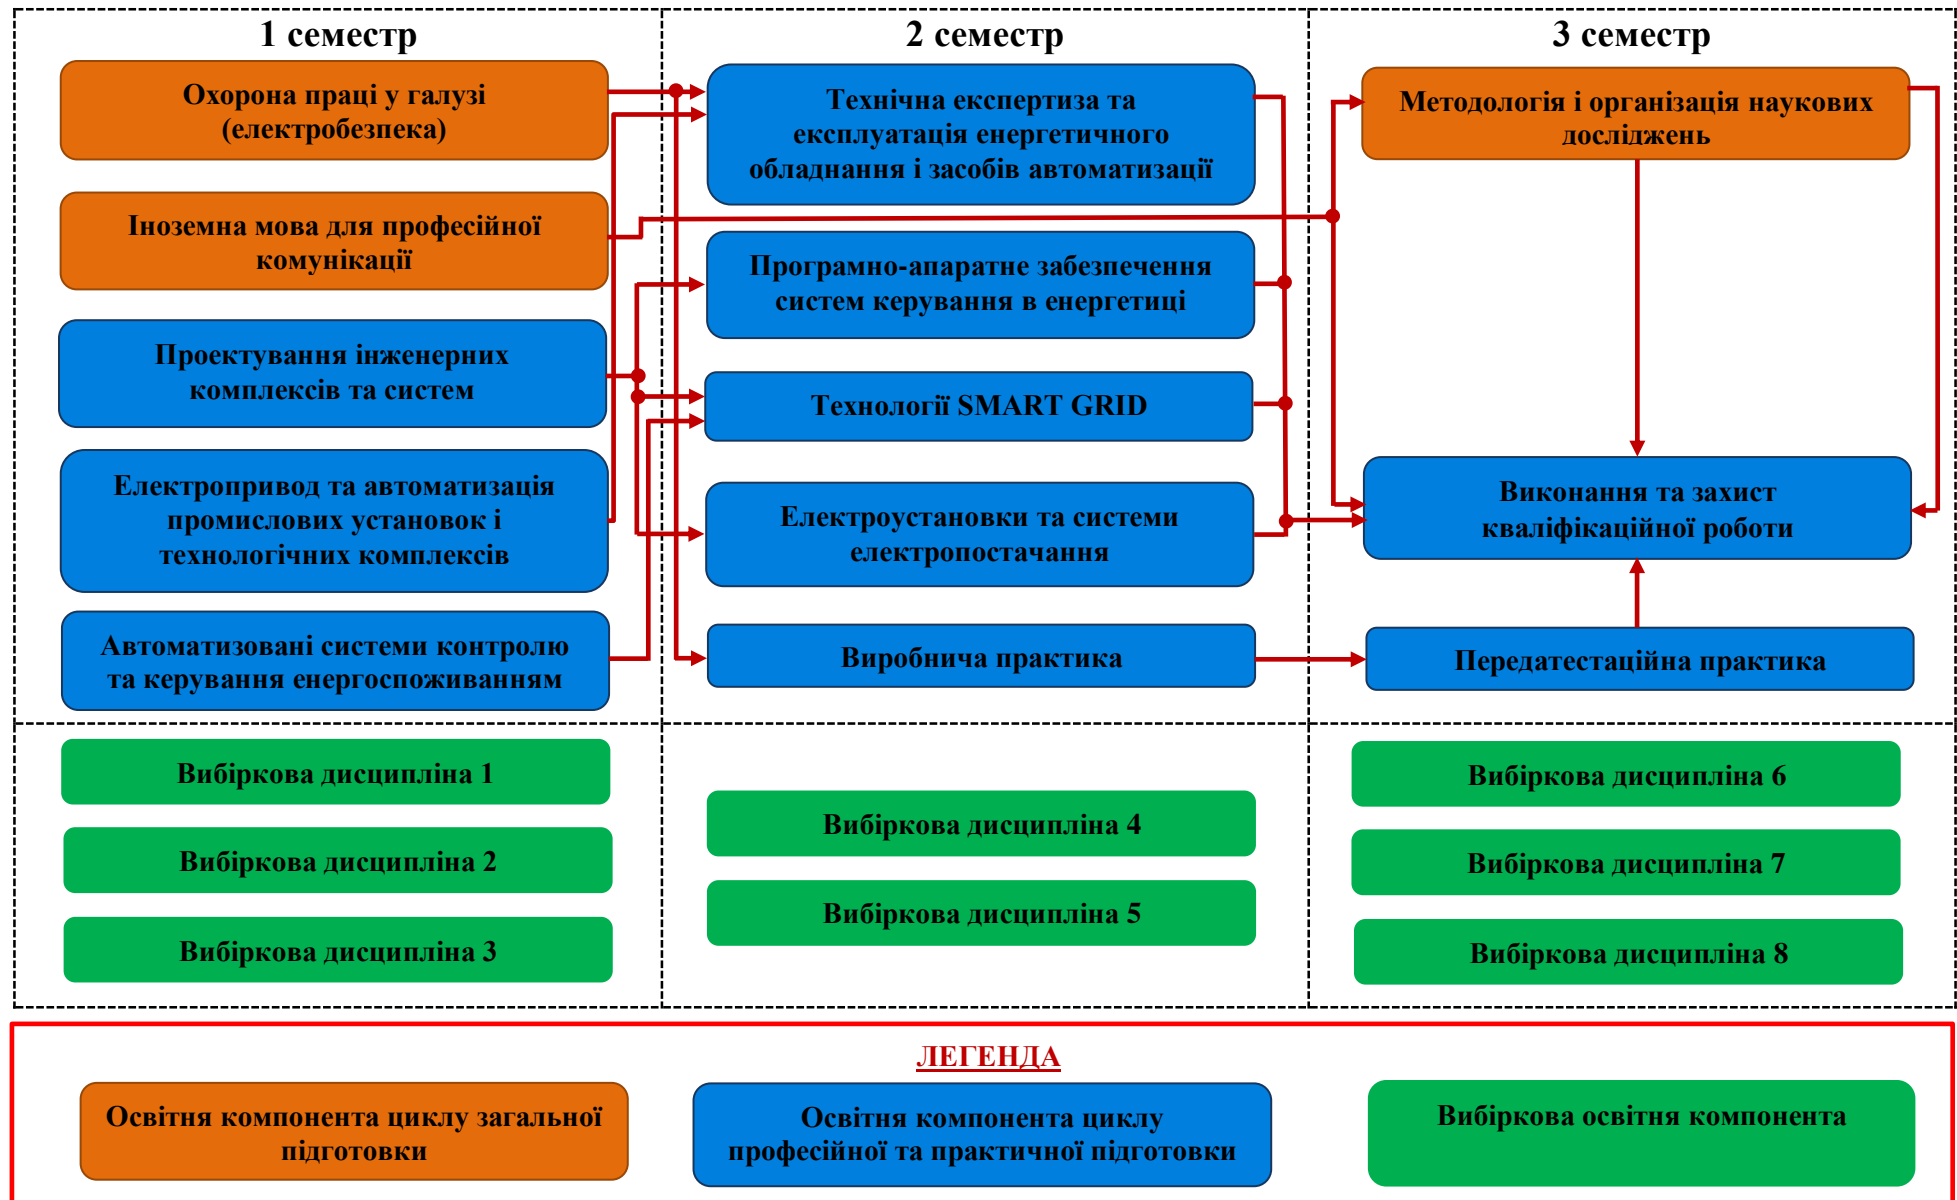 1 семестр
Охорона праці у галузі
(електробезпека)
Іноземна мова для професійної
комунікації
Проектування інженерних
комплексів та систем
Електропривод та автоматизація
промислових установок і
технологічних комплексів
Автоматизовані системи контролю
та керування енергоспоживанням
2 семестр
Технічна експертиза та
експлуатація енергетичного
обладнання і засобів автоматизації
Програмно-апаратне забезпечення
систем керування в енергетиці
Технології SMART GRID
Електроустановки та системи
електропостачання
Виробнича практика
3 семестр
Методологія і організація наукових
досліджень
Виконання та захист
кваліфікаційної роботи
Передатестаційна практика
Вибіркова дисципліна 1
Вибіркова дисципліна 2
Вибіркова дисципліна 3
Вибіркова дисципліна 4
Вибіркова дисципліна 5
Вибіркова дисципліна 6
Вибіркова дисципліна 7
Вибіркова дисципліна 8
ЛЕГЕНДА
Освітня компонента циклу загальної
підготовки
Освітня компонента циклу
професійної та практичної підготовки
Вибіркова освітня компонента